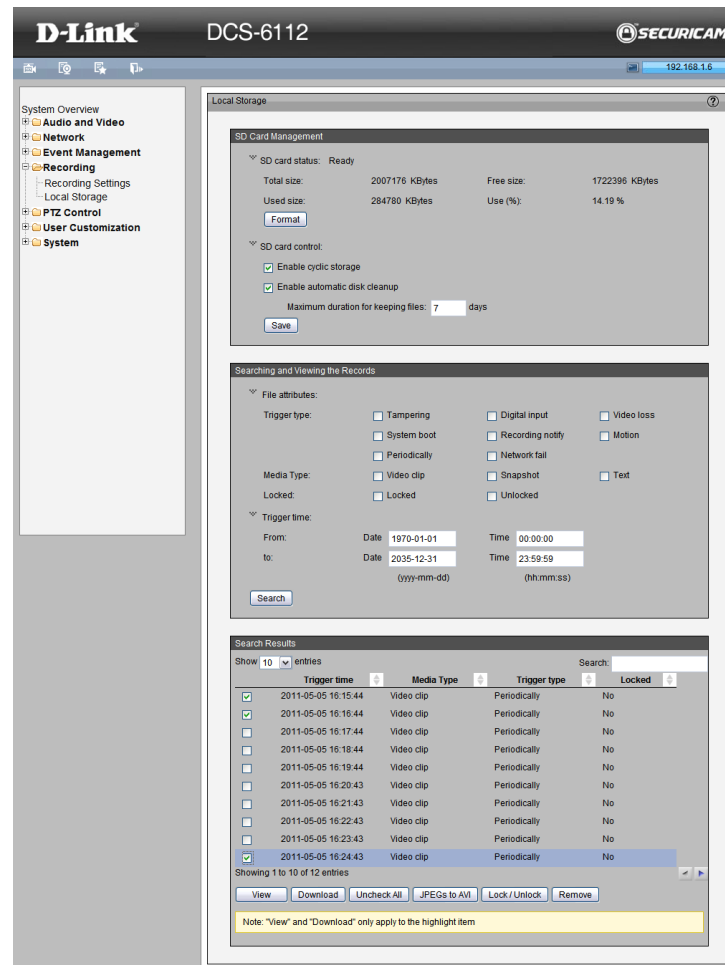 D-Link
DCS-6112
SECURICAM
192.168.1.6
System Overview
Audio and Video
Network
Event Management
Recording
Recording Settings
Local Storage
PTZ Control
User Customization
System
Local Storage ?
SD Card Management
SD card status: Ready
Total size: 2007176 KBytes Free size: 1722396 KBytes
Used size: 284780 KBytes Use (%): 14.19 %
Format
SD card control:
Enable cyclic storage
Enable automatic disk cleanup
Maximum duration for keeping files: 7 days
Save
Searching and Viewing the Records
File attributes:
Trigger type: Tampering Digital input Video loss
System boot Recording notify Motion
Periodically Network fail
Media Type: Video clip Snapshot Text
Locked: Locked Unlocked
Trigger time:
From: Date 1970-01-01 Time 00:00:00
to: Date 2035-12-31 Time 23:59:59
(yyyy-mm-dd) (hh:mm:ss)
Search
Search Results
Show 10 entries Search:
Trigger time Media Type Trigger type Locked
2011-05-05 16:15:44 Video clip Periodically No
2011-05-05 16:16:44 Video clip Periodically No
2011-05-05 16:17:44 Video clip Periodically No
2011-05-05 16:18:44 Video clip Periodically No
2011-05-05 16:19:44 Video clip Periodically No
2011-05-05 16:20:43 Video clip Periodically No
2011-05-05 16:21:43 Video clip Periodically No
2011-05-05 16:22:43 Video clip Periodically No
2011-05-05 16:23:43 Video clip Periodically No
2011-05-05 16:24:43 Video clip Periodically No
Showing 1 to 10 of 12 entries
View Download Uncheck All JPEGs to AVI Lock / Unlock Remove
Note: "View" and "Download" only apply to the highlight item